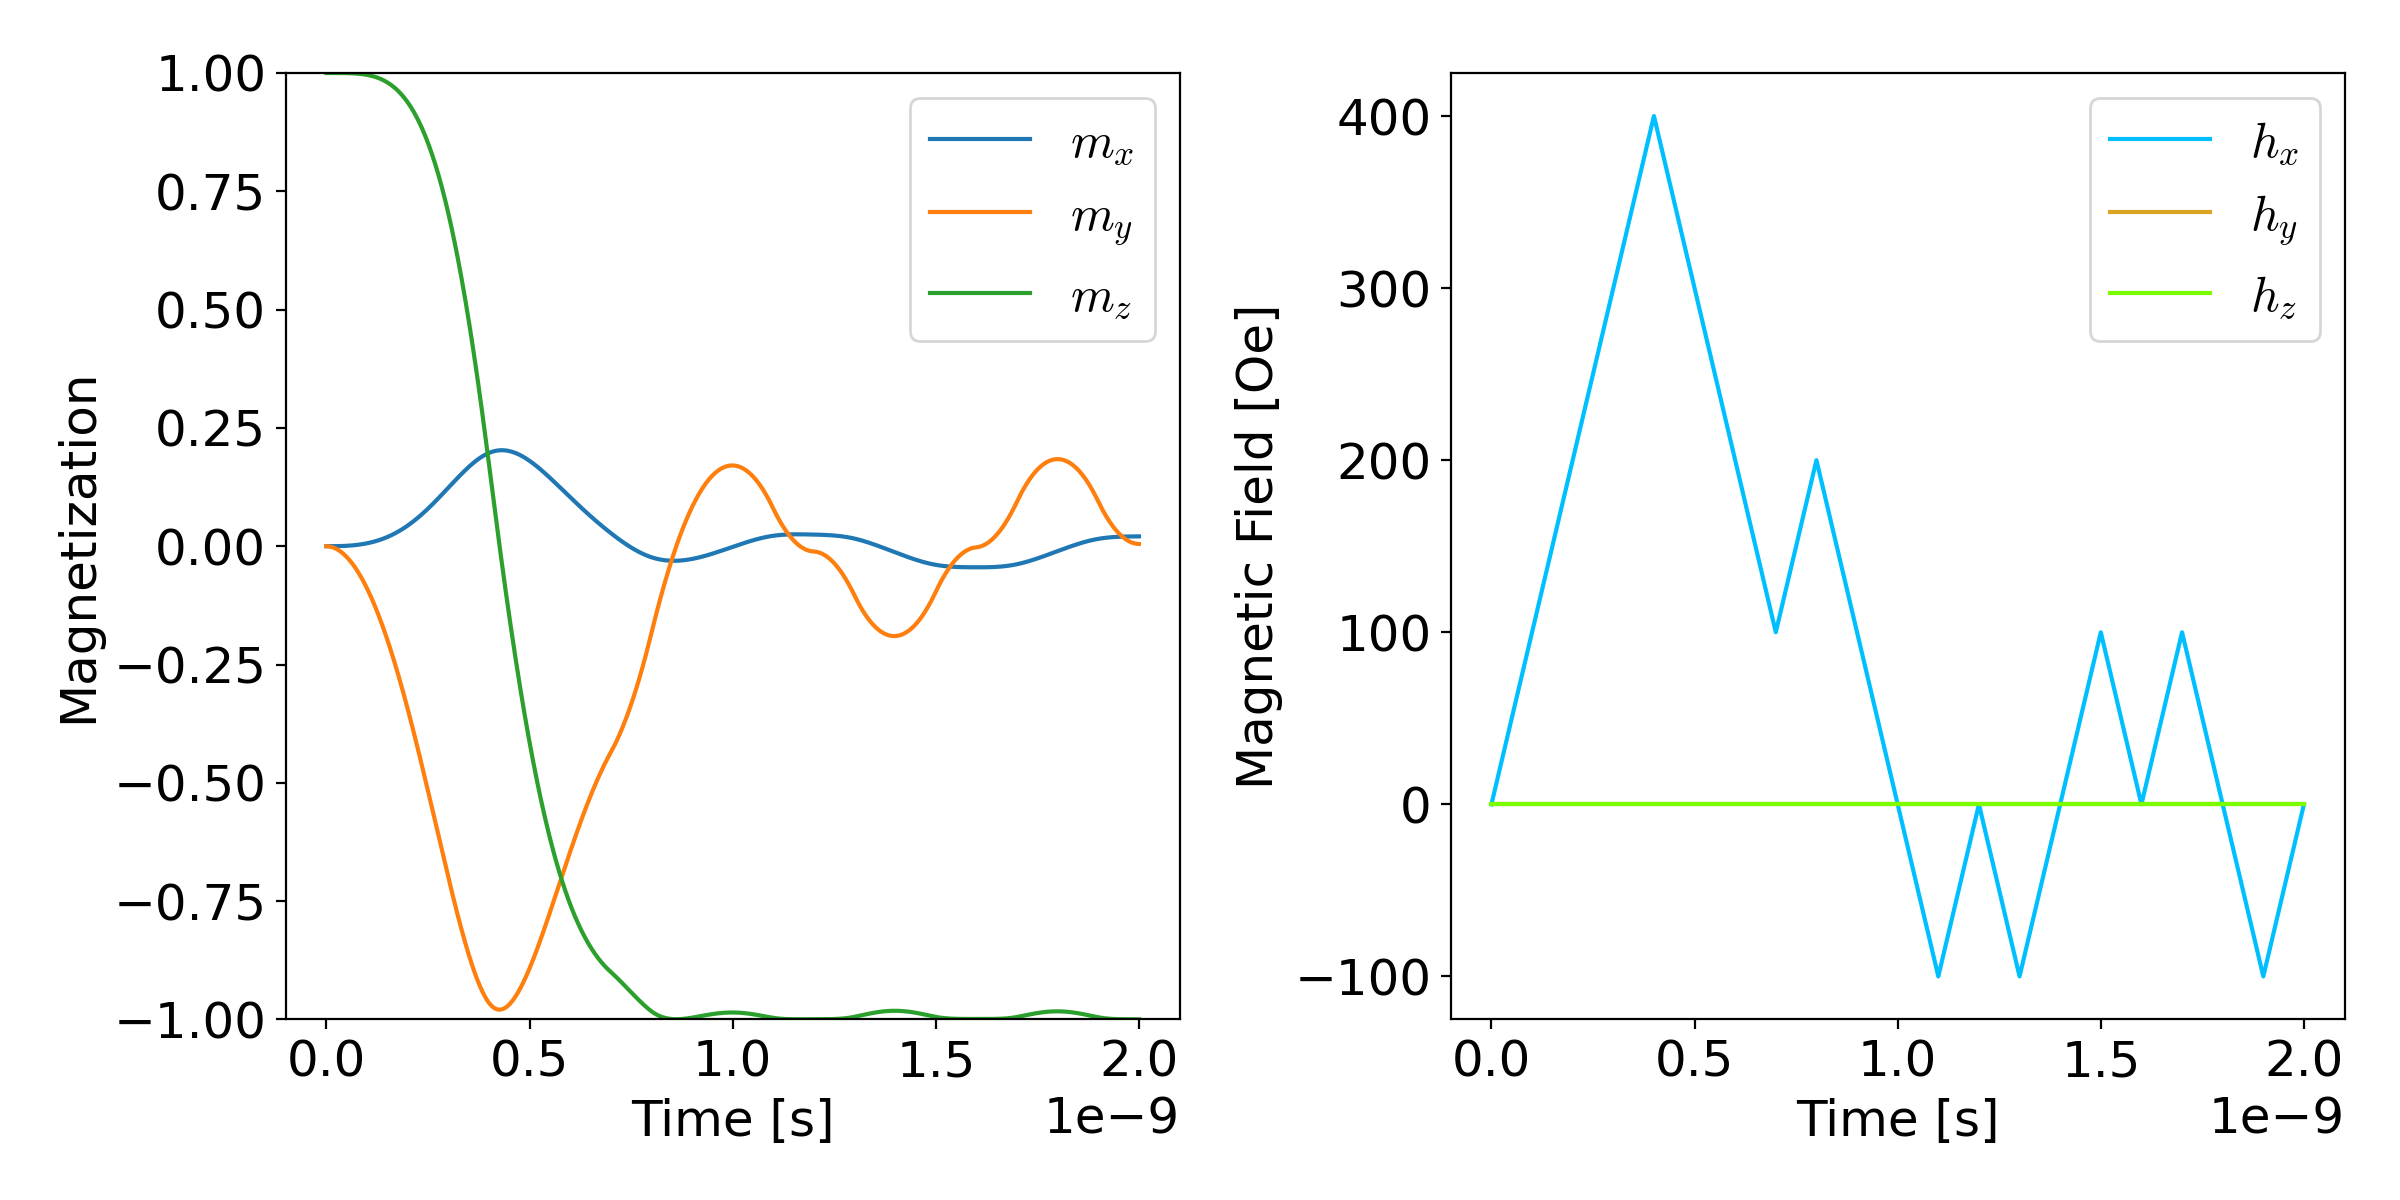 Magnetization
1.00
0.75
0.50
0.25
0.00
−0.25
−0.50
−0.75
−1.00
0.0 0.5 1.0 1.5 2.0
Time [s]
1e−9
m_x
m_y
m_z
Magnetic Field [Oe]
400
300
200
100
0
−100
0.0 0.5 1.0 1.5 2.0
Time [s]
1e−9
h_x
h_y
h_z